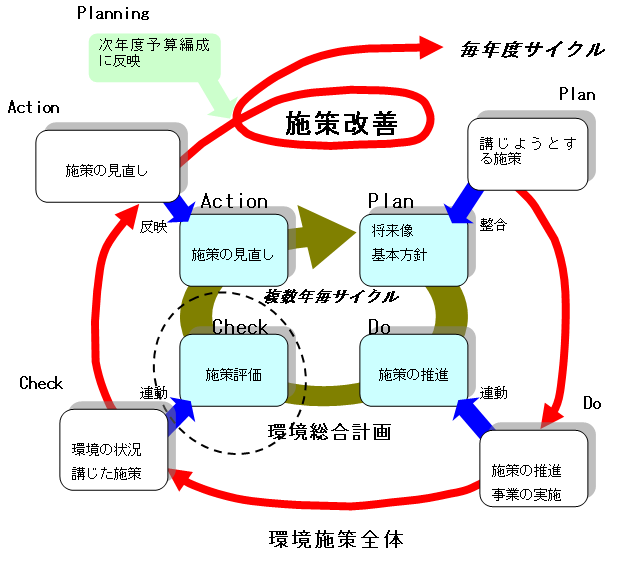 Planning
次年度予算編成
に反映
毎年度サイクル
Action
施策改善
Plan
施策の見直し
講じようとす
る施策
Action
Plan
反映
整合
施策の見直し
将来像
基本方針
複数年毎サイクル
Check
Do
施策評価
施策の推進
Check
連動
連動
Do
環境総合計画
環境の状況
講じた施策
施策の推進
事業の実施
環境施策全体